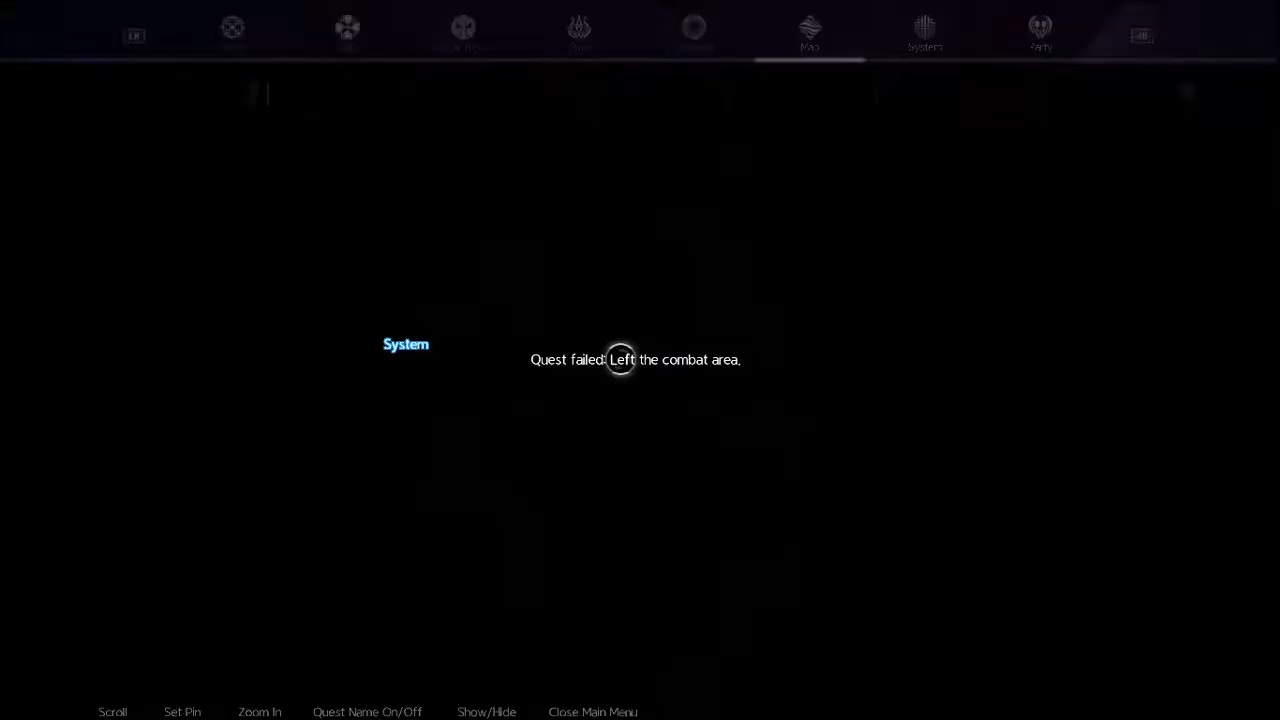 Map System Party
System
Quest failed: Left the combat area.
Scroll Set Pin Zoom In Quest Name On/Off Show/Hide Close Main Menu